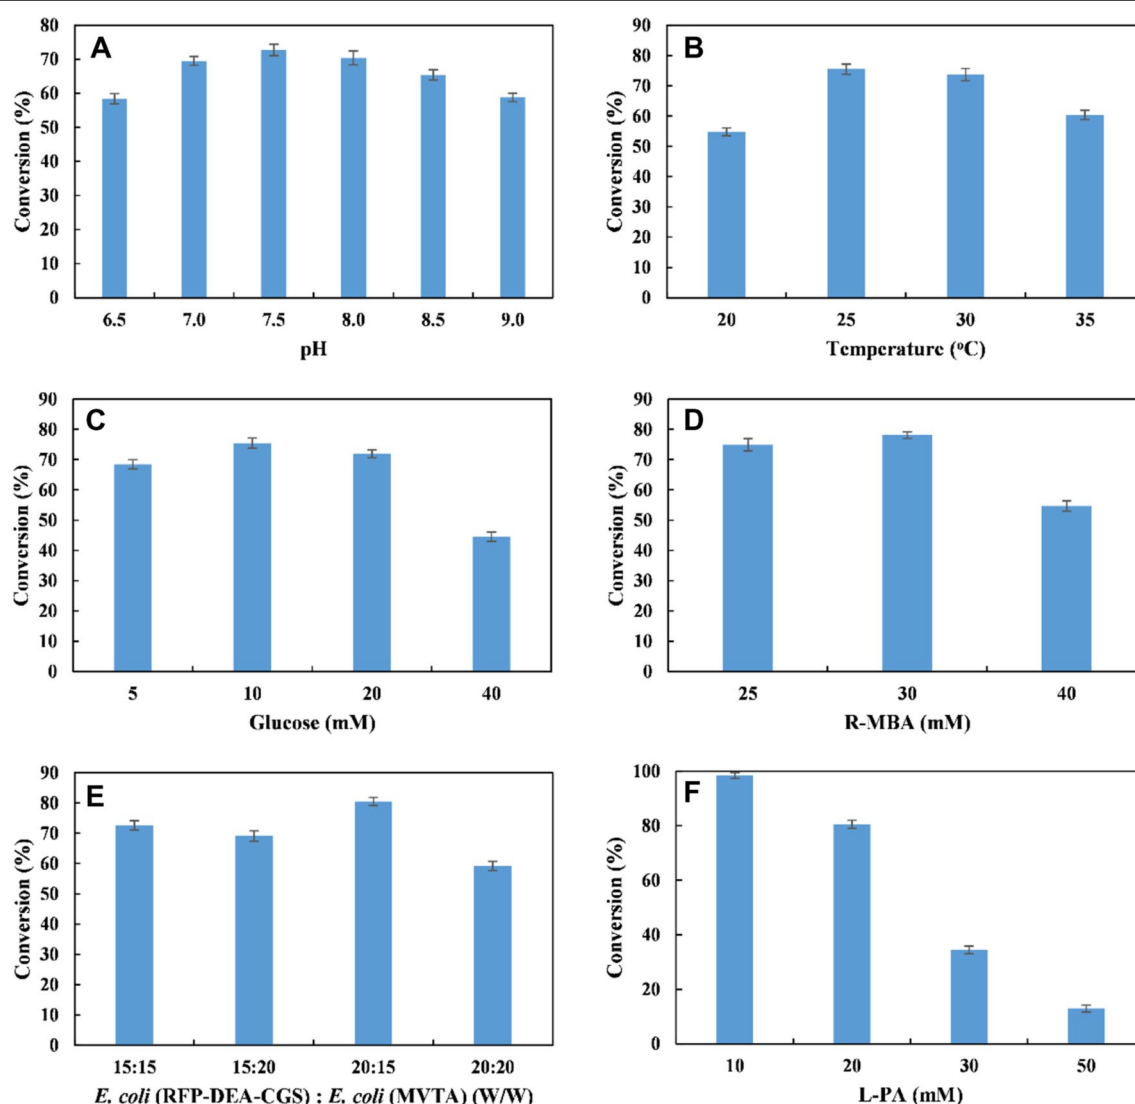 A
Conversion (%)
80
70
60
50
40
30
20
10
0
6.5 7.0 7.5 8.0 8.5 9.0
pH
B
Conversion (%)
90
80
70
60
50
40
30
20
10
0
20 25 30 35
Temperature (°C)
C
Conversion (%)
90
80
70
60
50
40
30
20
10
0
5 10 20 40
Glucose (mM)
D
Conversion (%)
90
80
70
60
50
40
30
20
10
0
25 30 40
R-MBA (mM)
E
Conversion (%)
90
80
70
60
50
40
30
20
10
0
15:15 15:20 20:15 20:20
E. coli (RFP-DEA-CGS) : E. coli (MVTA) (W/W)
F
Conversion (%)
100
80
60
40
20
0
10 20 30 50
L-PA (mM)